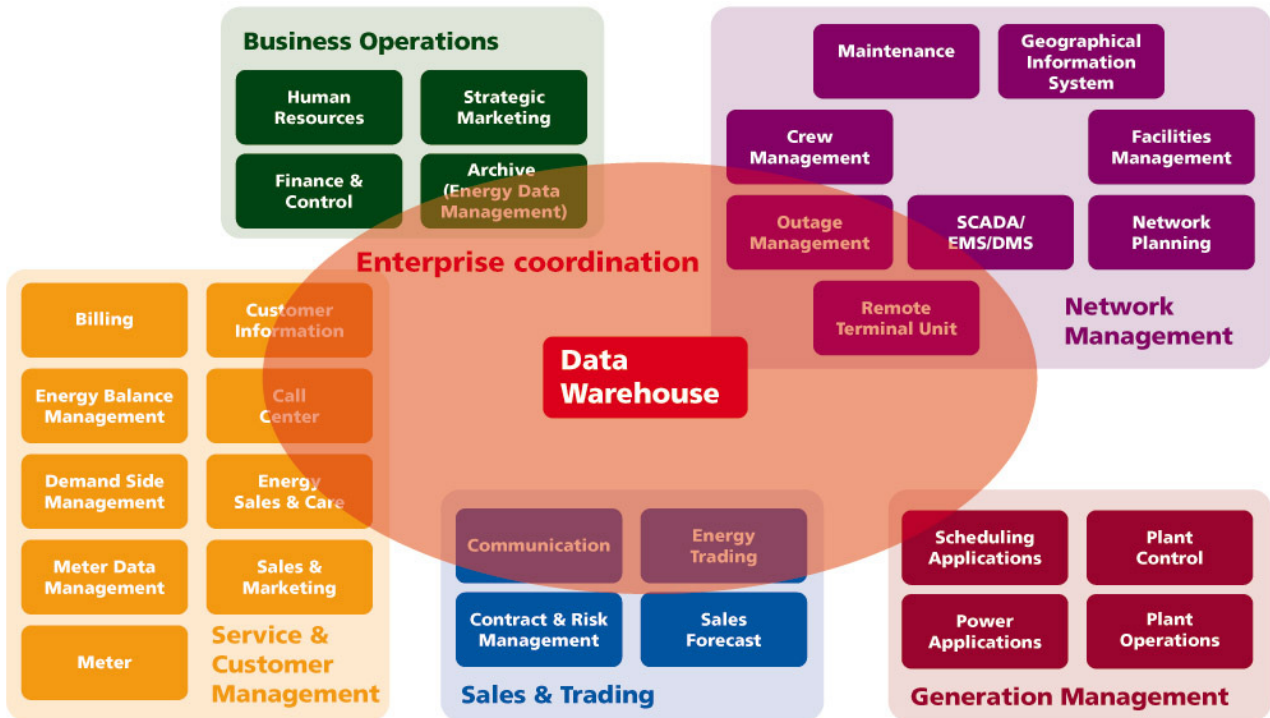 Business Operations
Human
Resources
Strategic
Marketing
Finance &
Control
Archive
(Energy Data
Management)
Maintenance
Geographical
Information
System
Crew
Management
Facilities
Management
Outage
Management
SCADA/
EMS/DMS
Network
Planning
Remote
Terminal Unit
Network
Management
Enterprise coordination
Data
Warehouse
Billing
Customer
Information
Energy Balance
Management
Call
Center
Demand Side
Management
Energy
Sales & Care
Meter Data
Management
Sales &
Marketing
Meter
Service &
Customer
Management
Communication
Energy
Trading
Contract & Risk
Management
Sales
Forecast
Sales & Trading
Scheduling
Applications
Plant
Control
Power
Applications
Plant
Operations
Generation Management